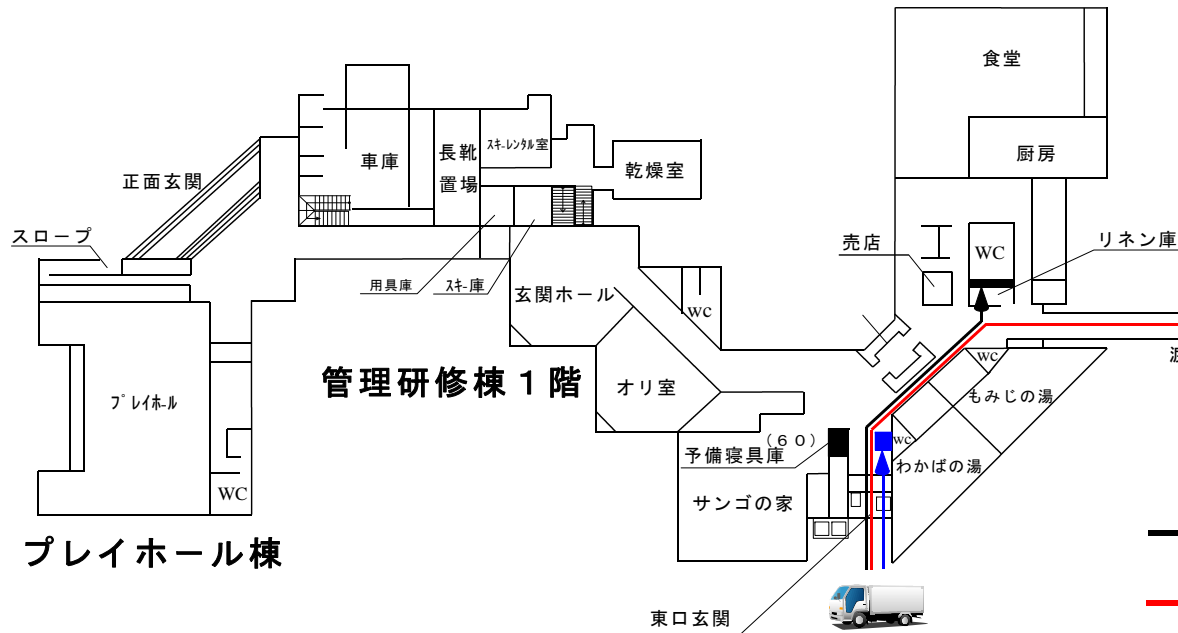 食堂
厨房
車庫
長靴
置場
スキーレンタル室
乾燥室
正面玄関
スロープ
用具庫
スキー庫
玄関ホール
WC
売店
WC
リネン庫
管理研修棟１階
オリ室
プレイホール
WC
WC
もみじの湯
(６０)
予備寝具庫
WC
わかばの湯
サンゴの家
プレイホール棟
東口玄関